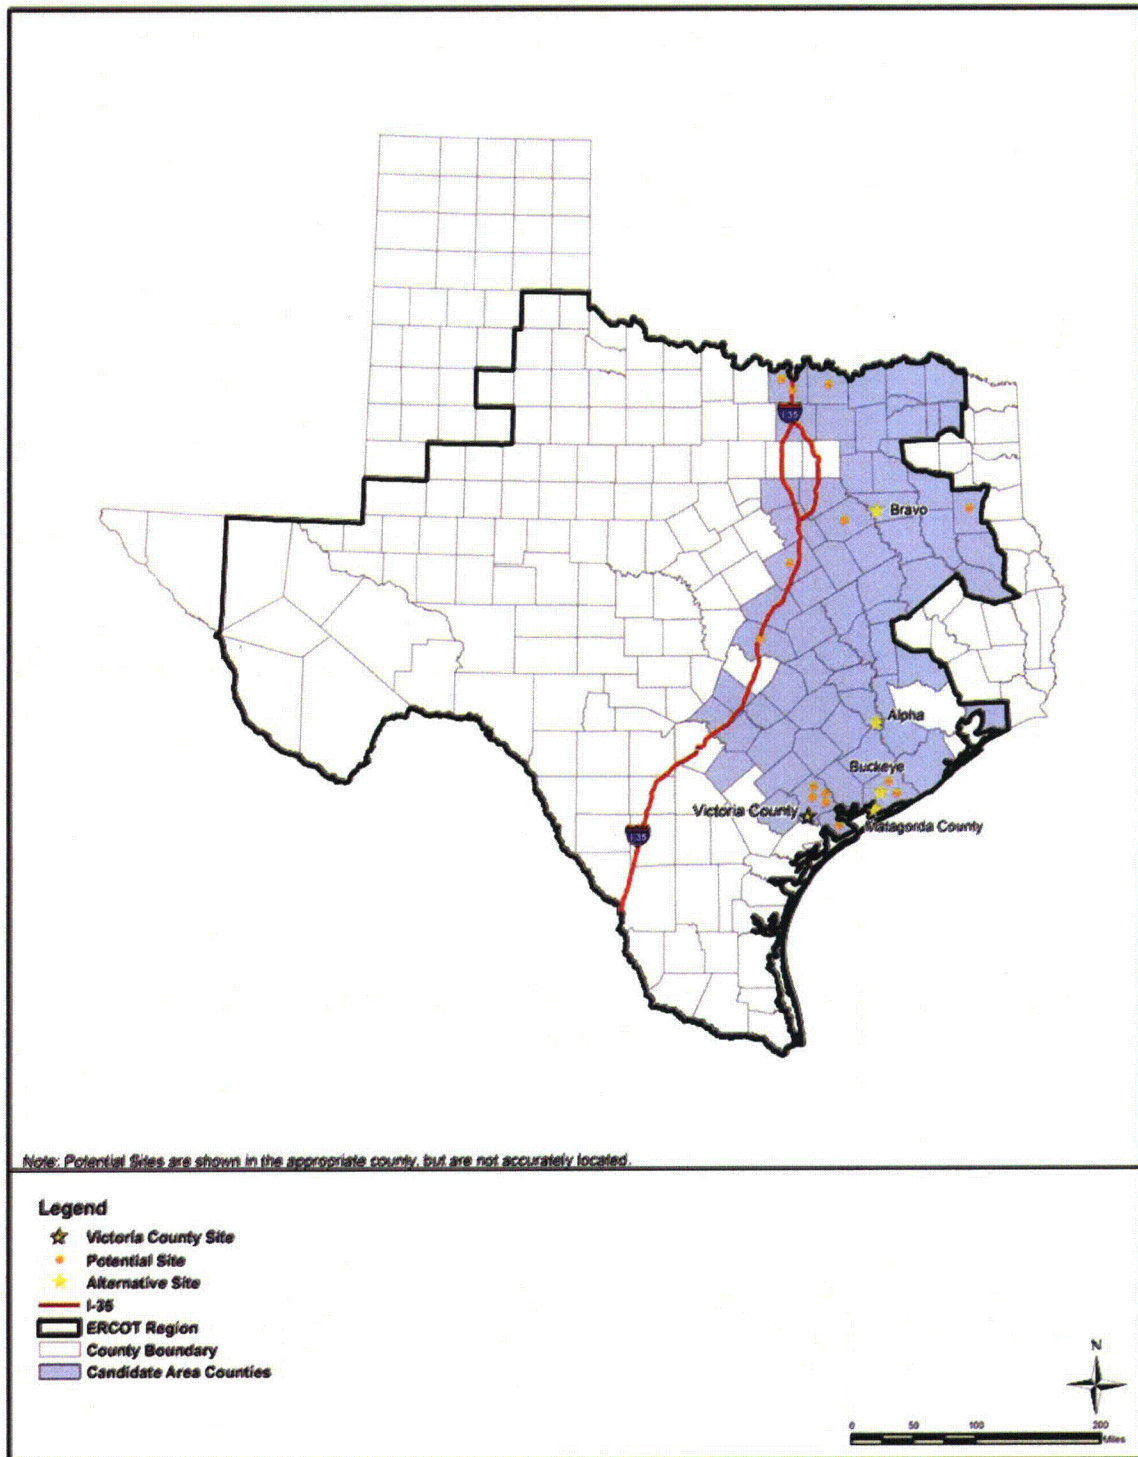 I-35
Bravo
Alpha
Buckeye
Victoria County
Matagorda County
I-35
Note: Potential Sites are shown in the appropriate county, but are not accurately located.
Legend
Victoria County Site
Potential Site
Alternative Site
I-35
ERCOT Region
County Boundary
Candidate Area Counties
N
0 50 100 200
Miles